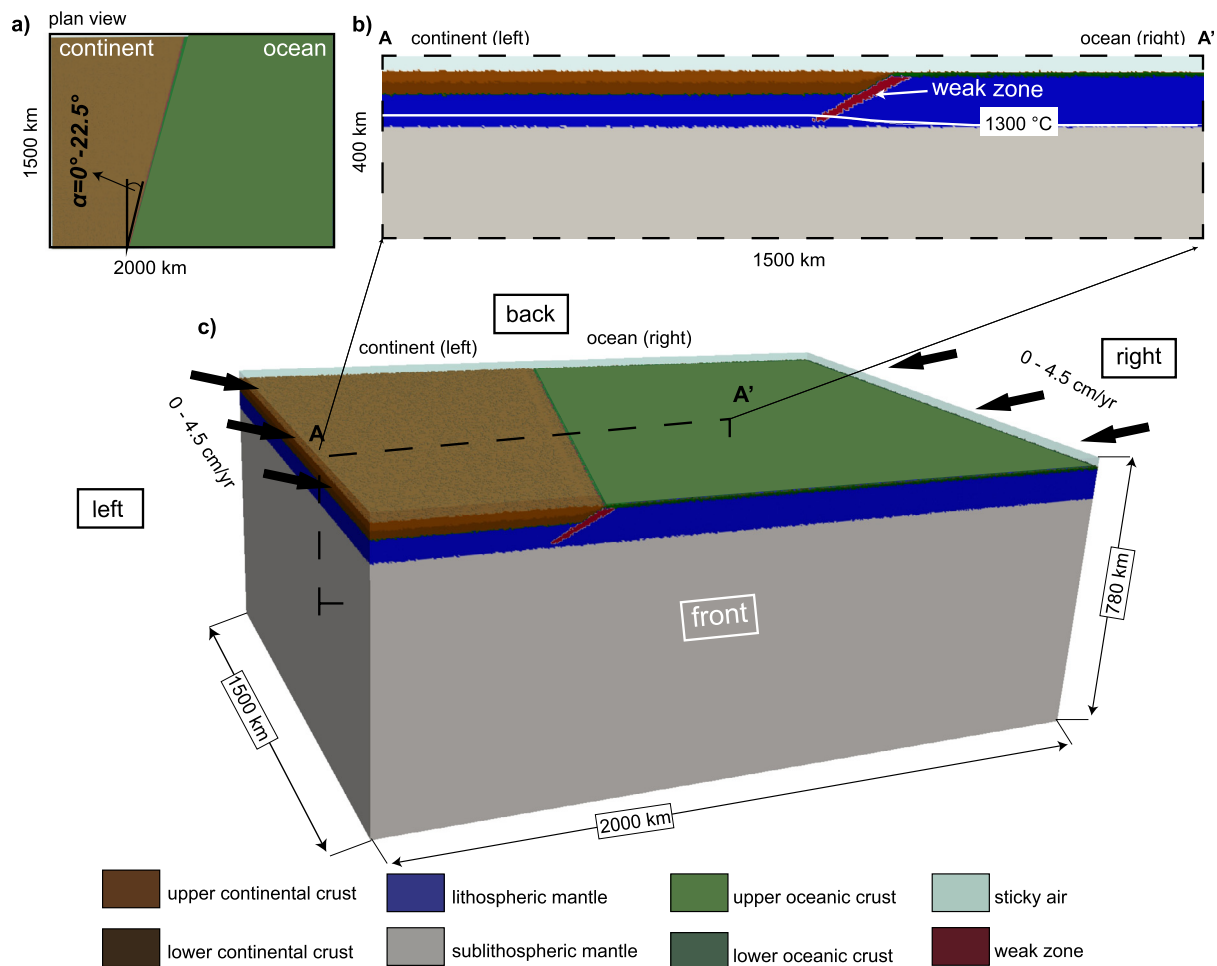 a)
plan view
continent
ocean
1500 km
α=0°-22.5°
2000 km
b)
A
continent (left)
ocean (right)
A'
weak zone
1300 °C
400 km
1500 km
back
c)
continent (left)
ocean (right)
right
0 - 4.5 cm/yr
A'
A
0 - 4.5 cm/yr
left
front
780 km
1500 km
2000 km
upper continental crust
lithospheric mantle
upper oceanic crust
sticky air
lower continental crust
sublithospheric mantle
lower oceanic crust
weak zone